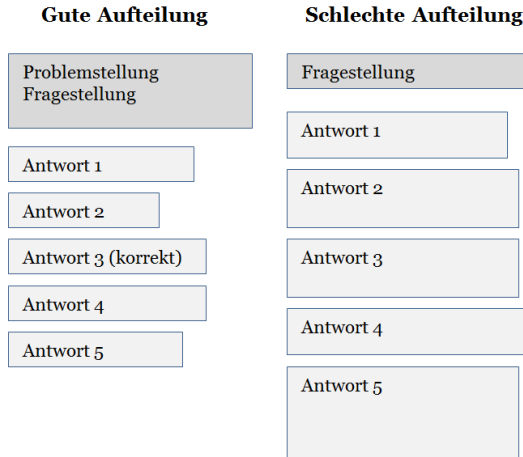 Gute Aufteilung
Problemstellung
Fragestellung
Antwort 1
Antwort 2
Antwort 3 (korrekt)
Antwort 4
Antwort 5
Schlechte Aufteilung
Fragestellung
Antwort 1
Antwort 2
Antwort 3
Antwort 4
Antwort 5